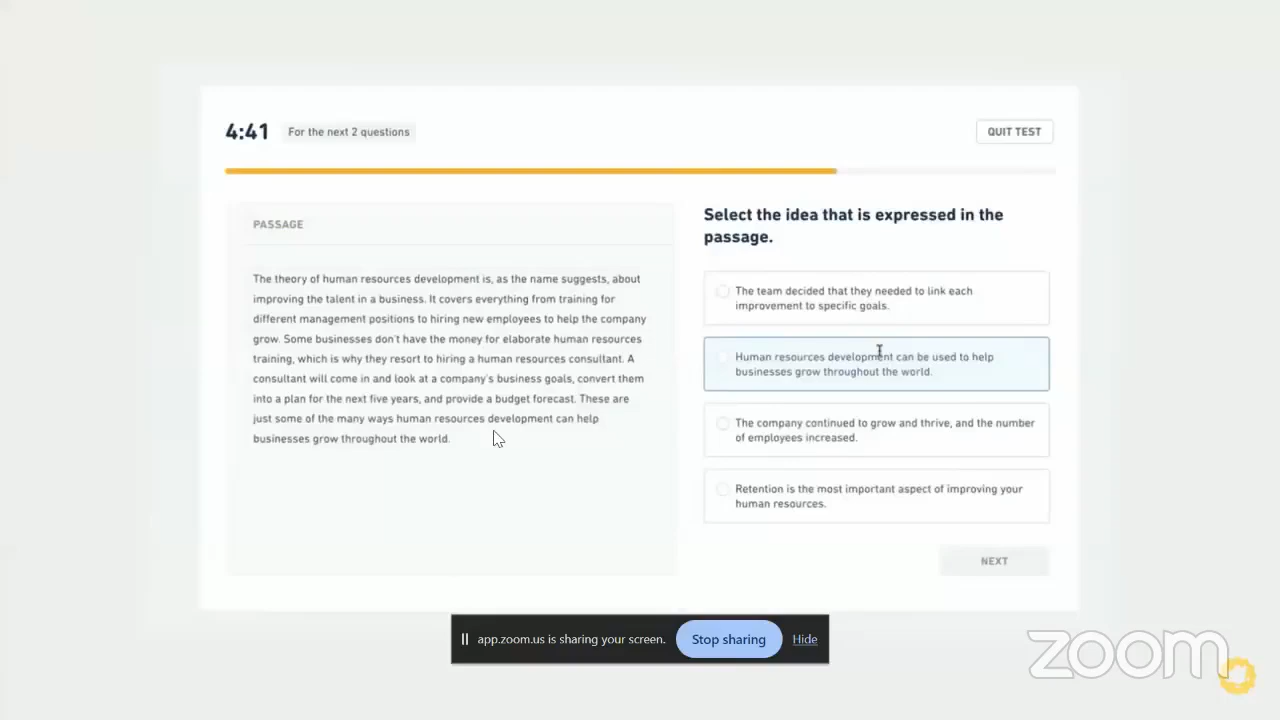 4:41 For the next 2 questions
QUIT TEST
PASSAGE
The theory of human resources development is, as the name suggests, about
improving the talent in a business. It covers everything from training for
different management positions to hiring new employees to help the company
grow. Some businesses don't have the money for elaborate human resources
training, which is why they resort to hiring a human resources consultant. A
consultant will come in and look at a company's business goals, convert them
into a plan for the next five years, and provide a budget forecast. These are
just some of the many ways human resources development can help
businesses grow throughout the world.
Select the idea that is expressed in the
passage.
The team decided that they needed to link each
improvement to specific goals.
Human resources development can be used to help
businesses grow throughout the world.
The company continued to grow and thrive, and the number
of employees increased.
Retention is the most important aspect of improving your
human resources.
NEXT
app.zoom.us is sharing your screen. Stop sharing Hide
zoom